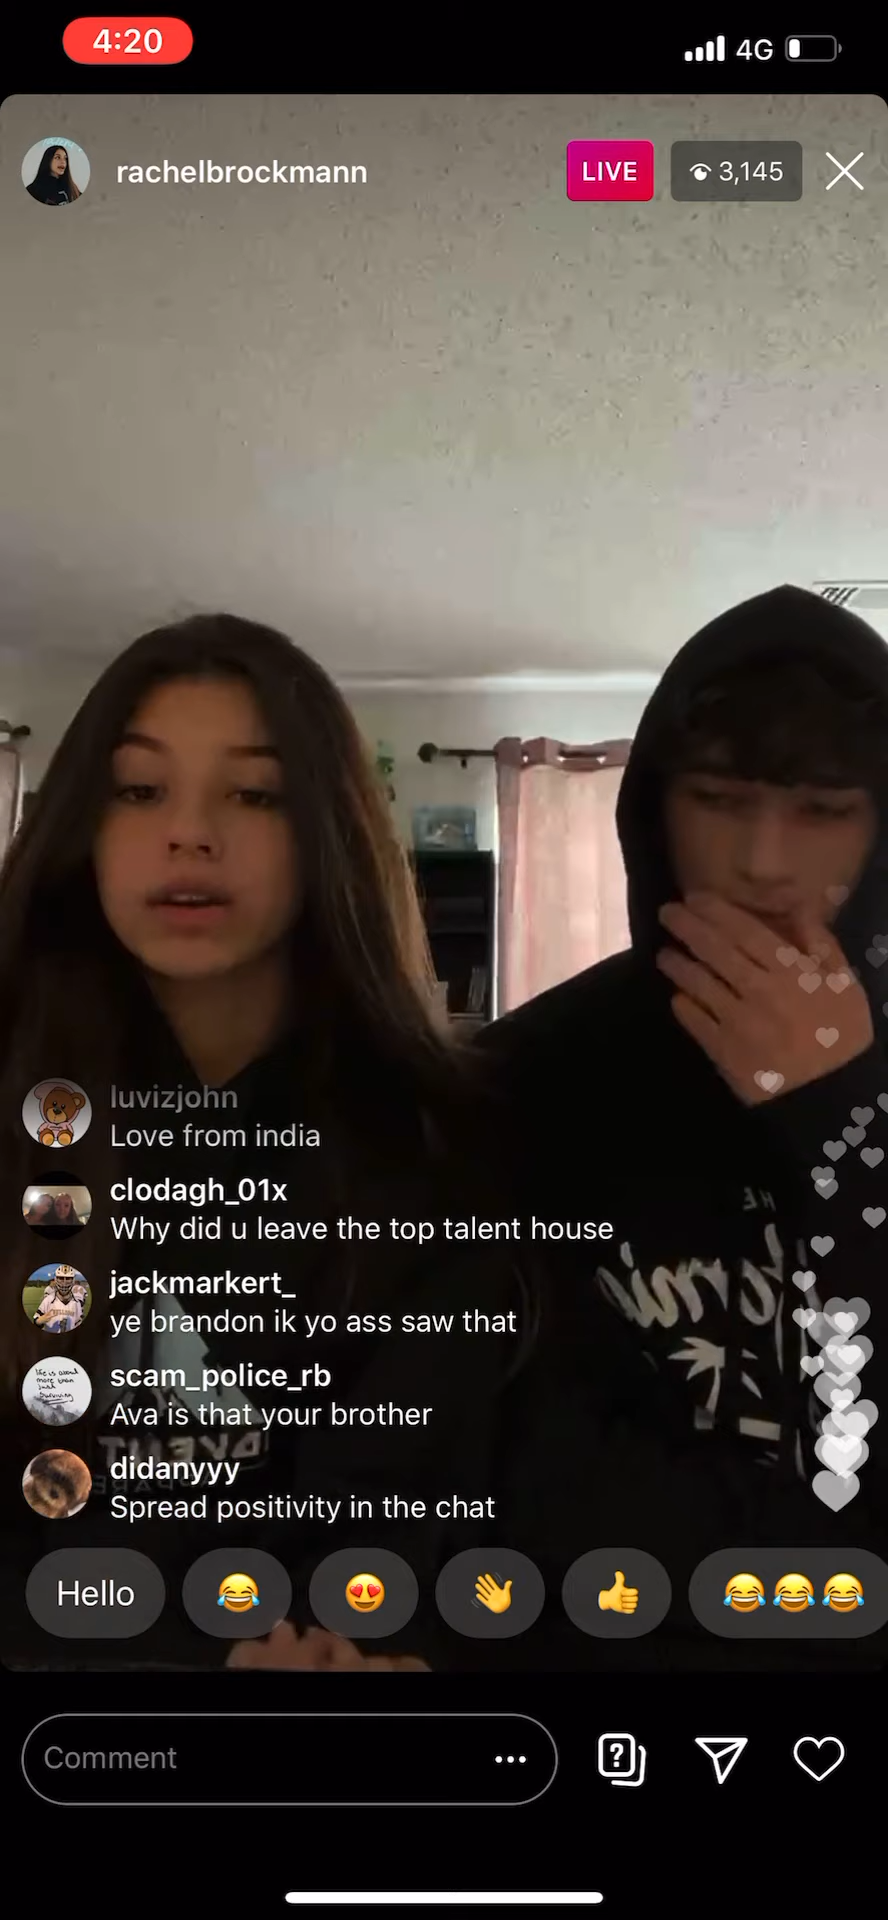 4:20
4G
rachelbrockmann
LIVE
3,145
luvizjohn
Love from india
clodagh_01x
Why did u leave the top talent house
jackmarkert_
ye brandon ik yo ass saw that
scam_police_rb
Ava is that your brother
didanyyy
Spread positivity in the chat
Hello
Comment